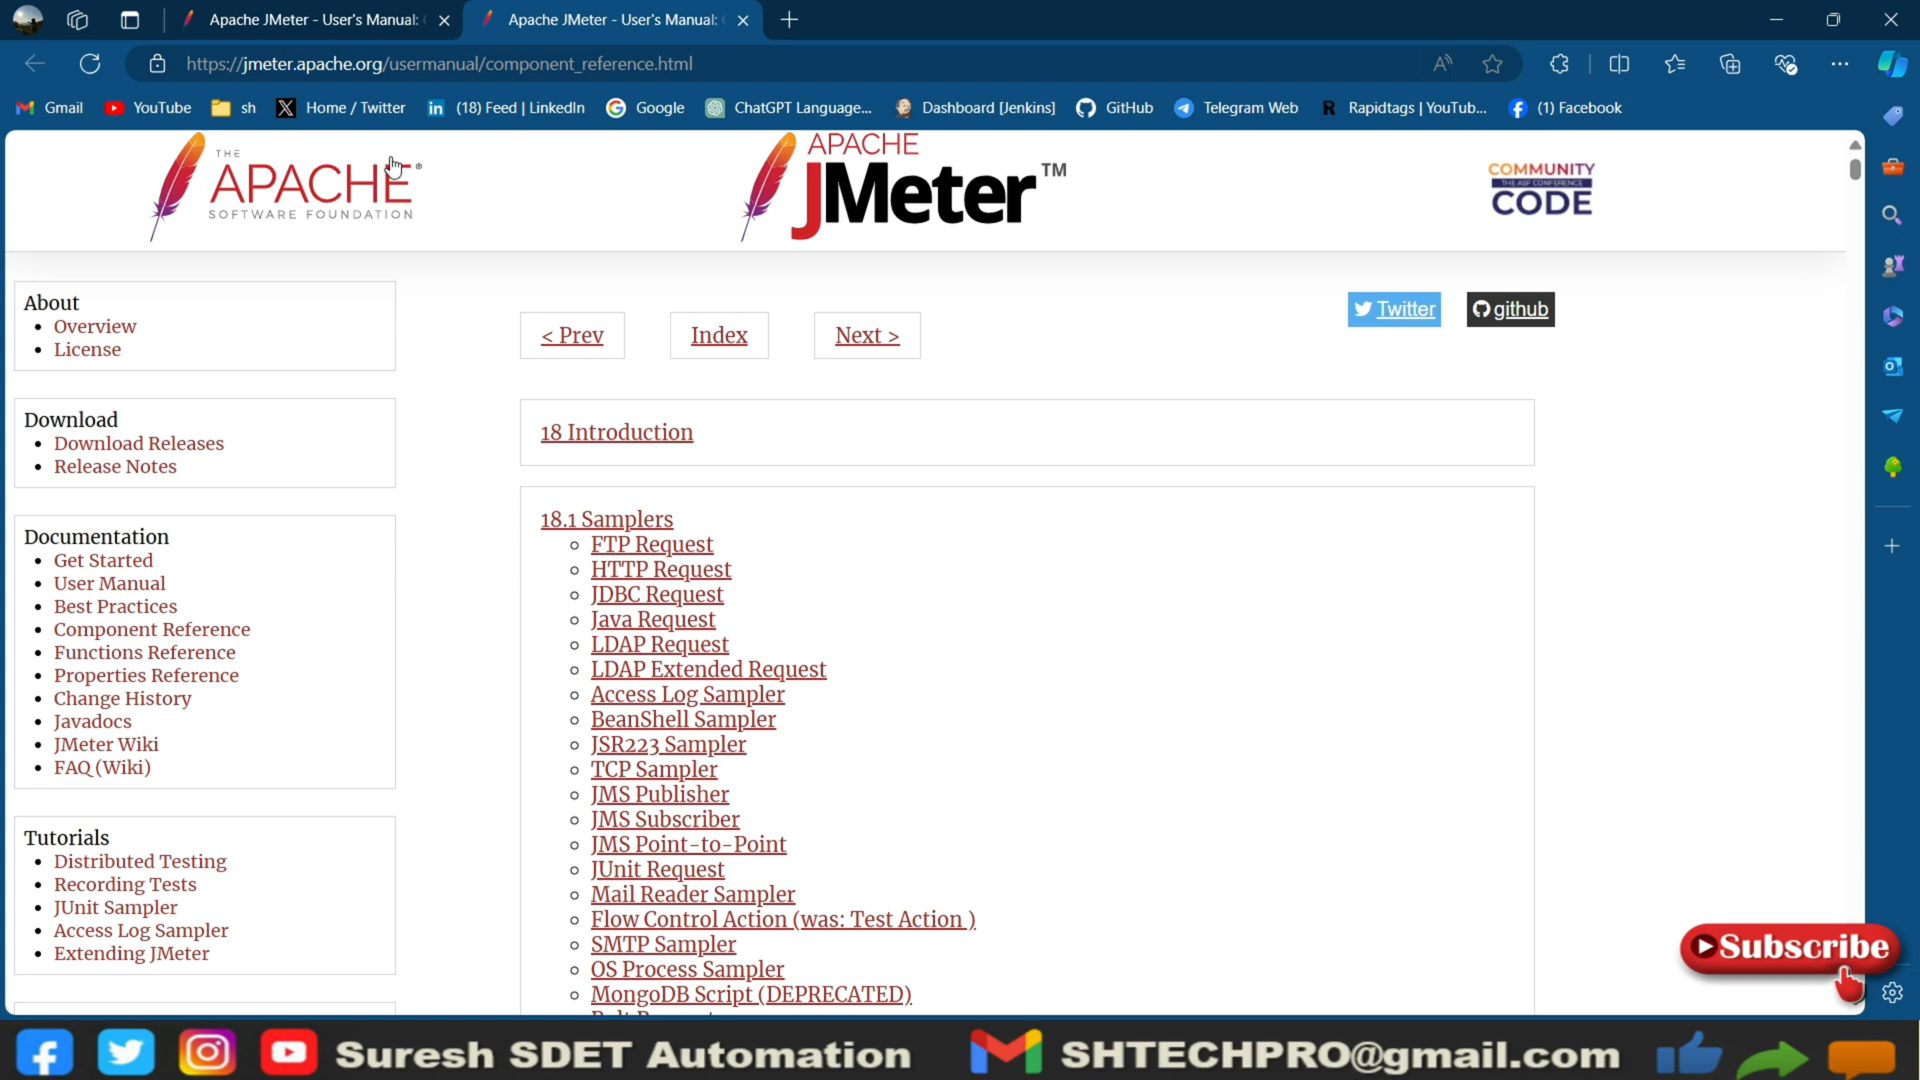 Apache JMeter - User's Manual:
Apache JMeter - User's Manual:
https://jmeter.apache.org/usermanual/component_reference.html
Gmail
YouTube
sh
Home / Twitter
(18) Feed | LinkedIn
Google
ChatGPT Language...
Dashboard [Jenkins]
GitHub
Telegram Web
Rapidtags | YouTub...
(1) Facebook
THE
APACHE®
SOFTWARE FOUNDATION
APACHE
JMeter™
COMMUNITY
THE ASF CONFERENCE
CODE
About
Overview
License
Download
Download Releases
Release Notes
Documentation
Get Started
User Manual
Best Practices
Component Reference
Functions Reference
Properties Reference
Change History
Javadocs
JMeter Wiki
FAQ (Wiki)
Tutorials
Distributed Testing
Recording Tests
JUnit Sampler
Access Log Sampler
Extending JMeter
< Prev
Index
Next >
Twitter
github
18 Introduction
18.1 Samplers
FTP Request
HTTP Request
JDBC Request
Java Request
LDAP Request
LDAP Extended Request
Access Log Sampler
BeanShell Sampler
JSR223 Sampler
TCP Sampler
JMS Publisher
JMS Subscriber
JMS Point-to-Point
JUnit Request
Mail Reader Sampler
Flow Control Action (was: Test Action )
SMTP Sampler
OS Process Sampler
MongoDB Script (DEPRECATED)
Subscribe
Suresh SDET Automation
SHTECHPRO@gmail.com